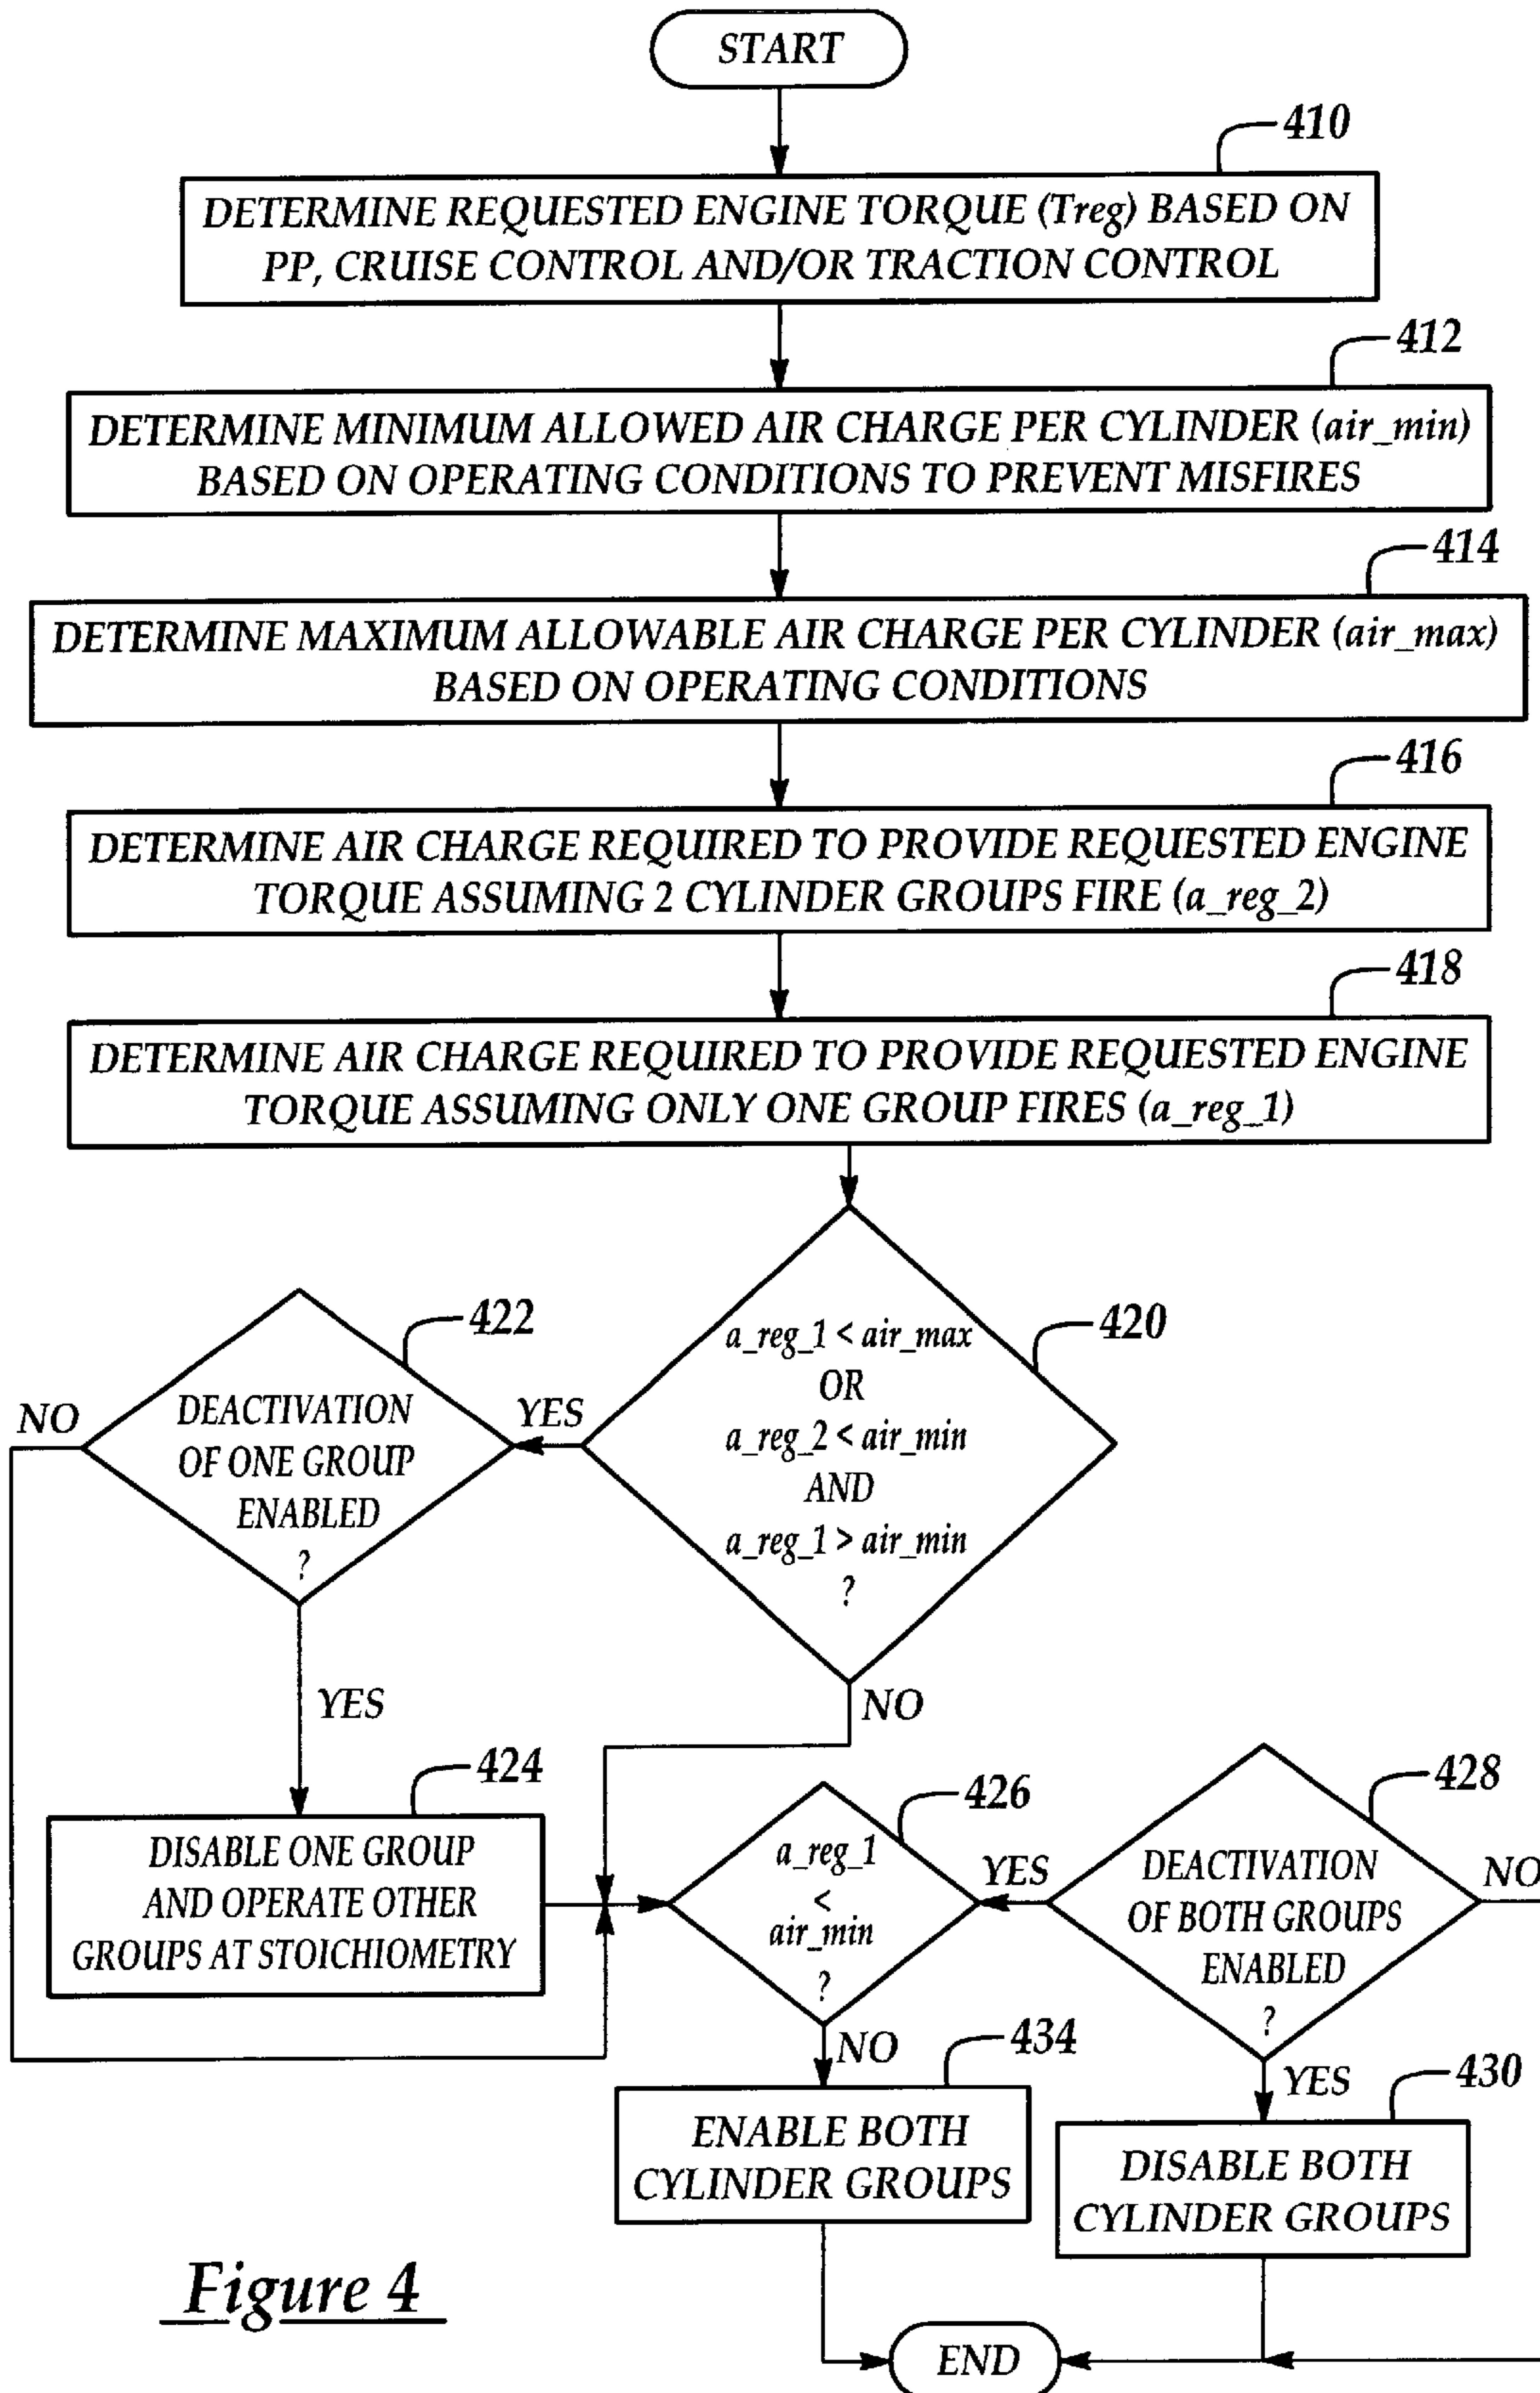 START
410
DETERMINE REQUESTED ENGINE TORQUE (Treg) BASED ON
PP, CRUISE CONTROL AND/OR TRACTION CONTROL
412
DETERMINE MINIMUM ALLOWED AIR CHARGE PER CYLINDER (air_min)
BASED ON OPERATING CONDITIONS TO PREVENT MISFIRES
414
DETERMINE MAXIMUM ALLOWABLE AIR CHARGE PER CYLINDER (air_max)
BASED ON OPERATING CONDITIONS
416
DETERMINE AIR CHARGE REQUIRED TO PROVIDE REQUESTED ENGINE
TORQUE ASSUMING 2 CYLINDER GROUPS FIRE (a_reg_2)
418
DETERMINE AIR CHARGE REQUIRED TO PROVIDE REQUESTED ENGINE
TORQUE ASSUMING ONLY ONE GROUP FIRES (a_reg_1)
420
a_reg_1 < air_max
OR
a_reg_2 < air_min
AND
a_reg_1 > air_min
?
YES
NO
422
DEACTIVATION
OF ONE GROUP
ENABLED
?
NO
YES
424
DISABLE ONE GROUP
AND OPERATE OTHER
GROUPS AT STOICHIOMETRY
426
a_reg_1
<
air_min
?
YES
NO
428
DEACTIVATION
OF BOTH GROUPS
ENABLED
?
NO
YES
434
ENABLE BOTH
CYLINDER GROUPS
430
DISABLE BOTH
CYLINDER GROUPS
END
Figure 4